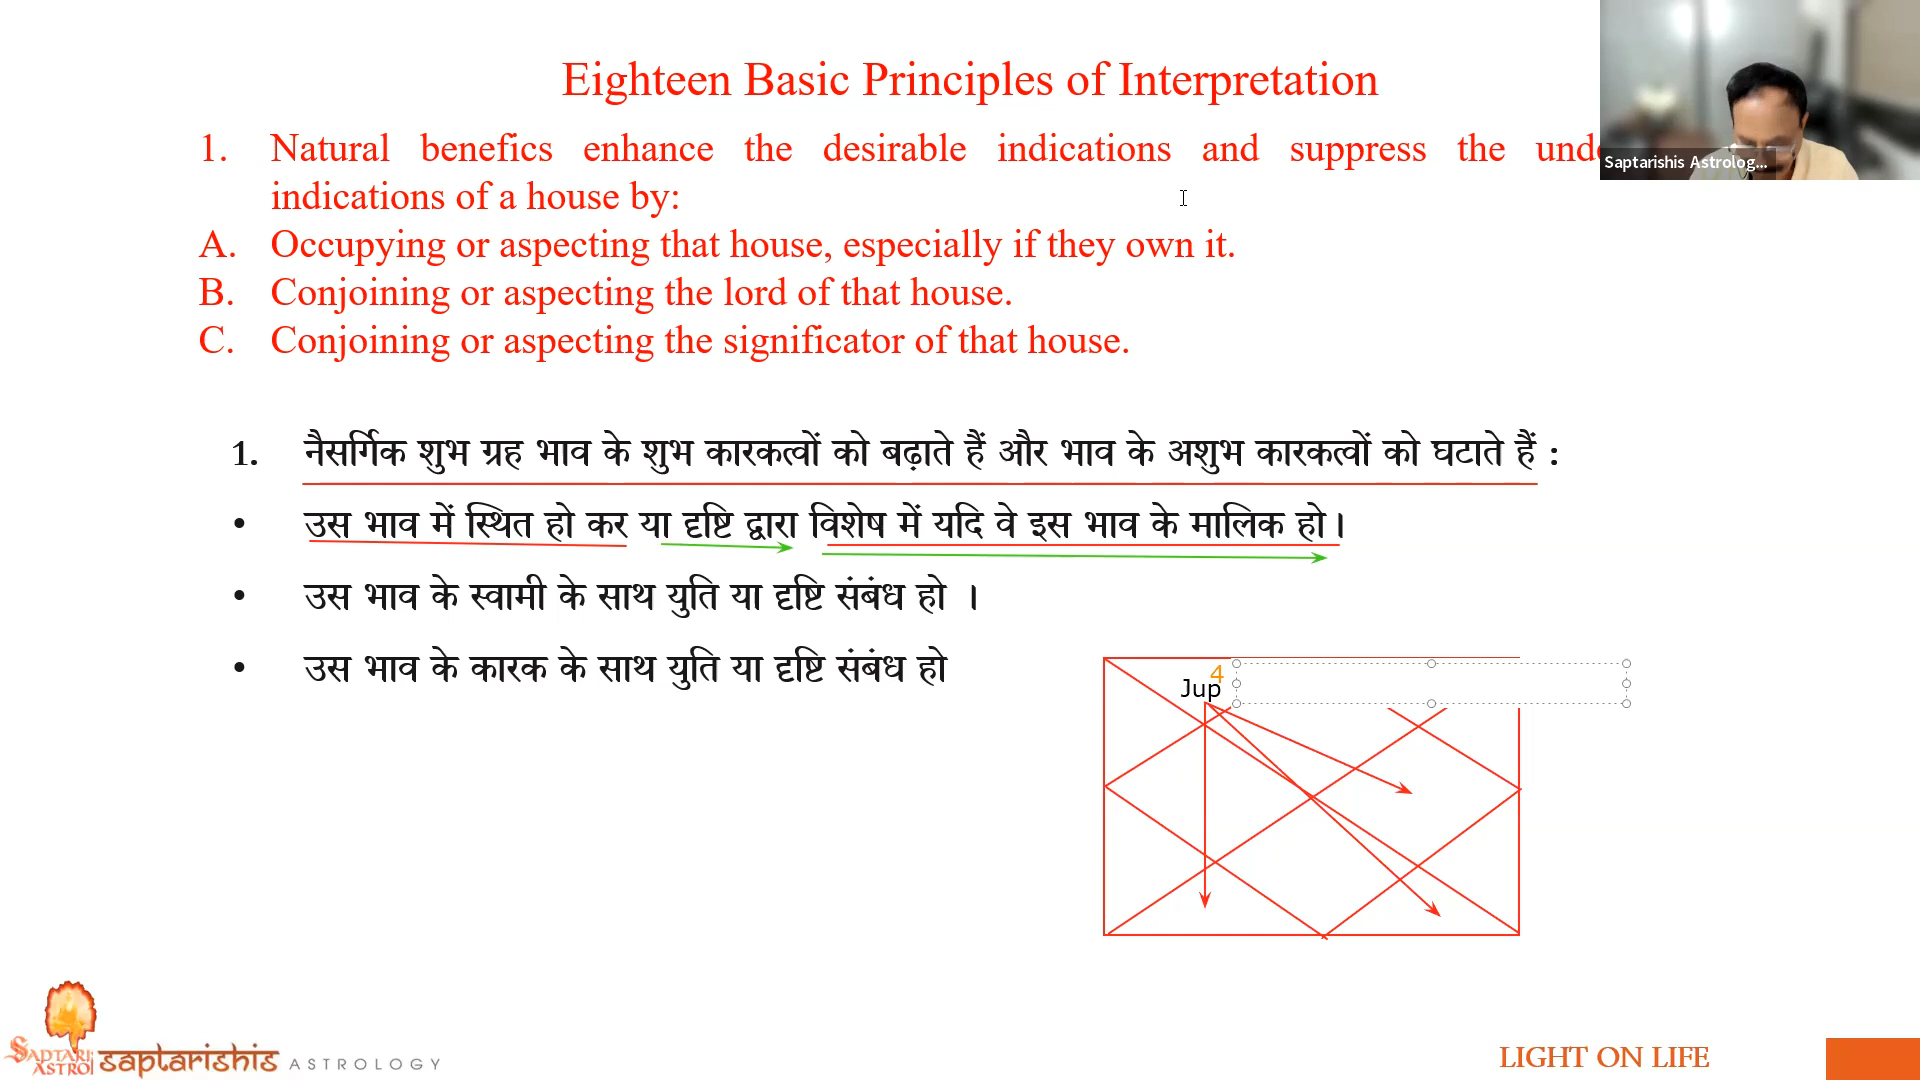 Eighteen Basic Principles of Interpretation
1. Natural benefics enhance the desirable indications and suppress the
indications of a house by:
A. Occupying or aspecting that house, especially if they own it.
B. Conjoining or aspecting the lord of that house.
C. Conjoining or aspecting the significator of that house.
Saptarishis Astrolog...
1. नैसर्गिक शुभ ग्रह भाव के शुभ कारकत्वों को बढ़ाते हैं और भाव के अशुभ कारकत्वों को घटाते हैं :
• उस भाव में स्थित हो कर या दृष्टि द्वारा विशेष में यदि वे इस भाव के मालिक हो।
• उस भाव के स्वामी के साथ युति या दृष्टि संबंध हो ।
• उस भाव के कारक के साथ युति या दृष्टि संबंध हो
4
Jup
saptarishis ASTROLOGY
LIGHT ON LIFE